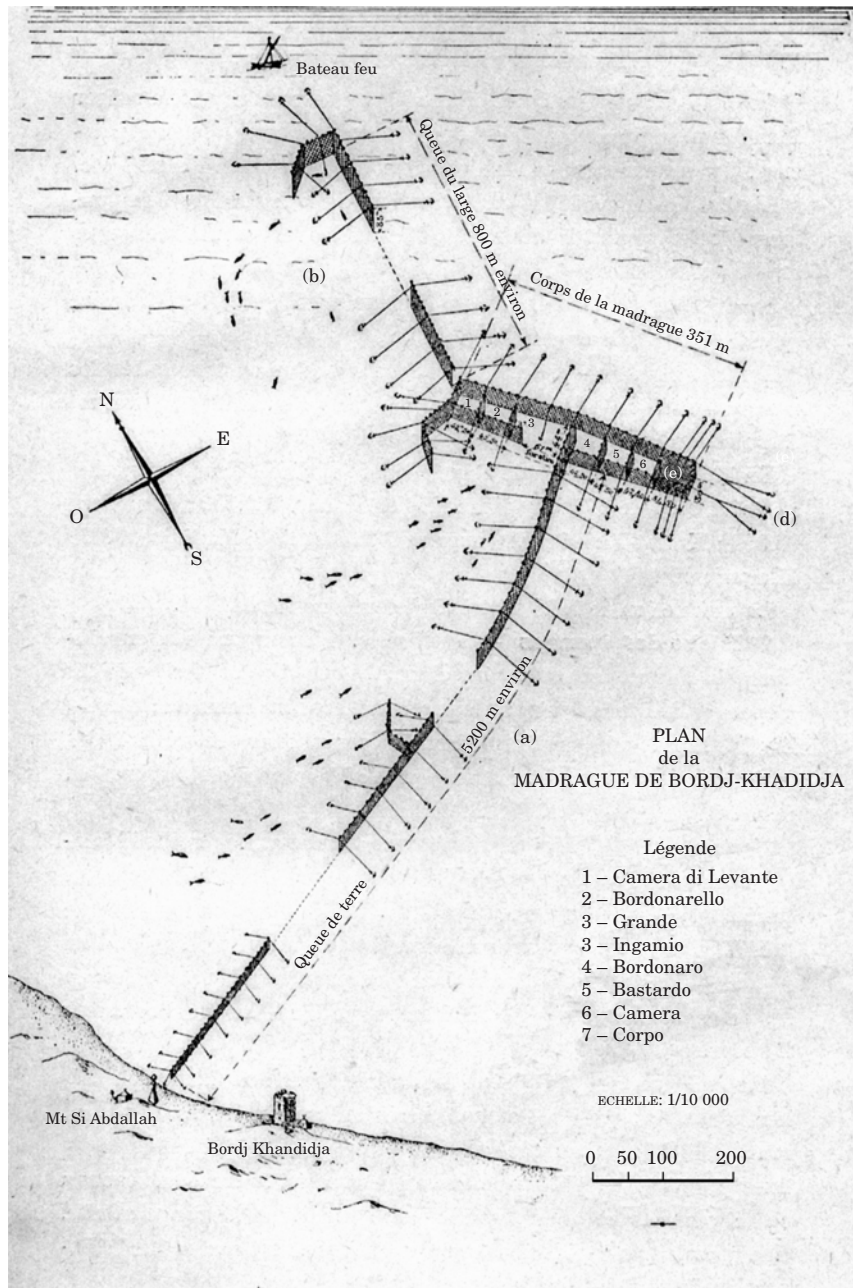 Bateau feu
Queue du large 800 m environ
(b)
Corps de la madrague 351 m
N
E
O
S
1
2
3
4
5
6
(e)
(d)
5200 m environ
(a)
Queue de terre
PLAN
de la
MADRAGUE DE BORDJ-KHADIDJA
Légende
1 – Camera di Levante
2 – Bordonarello
3 – Grande
3 – Ingamio
4 – Bordonaro
5 – Bastardo
6 – Camera
7 – Corpo
ECHELLE: 1/10 000
0 50 100 200
Mt Si Abdallah
Bordj Khandidja